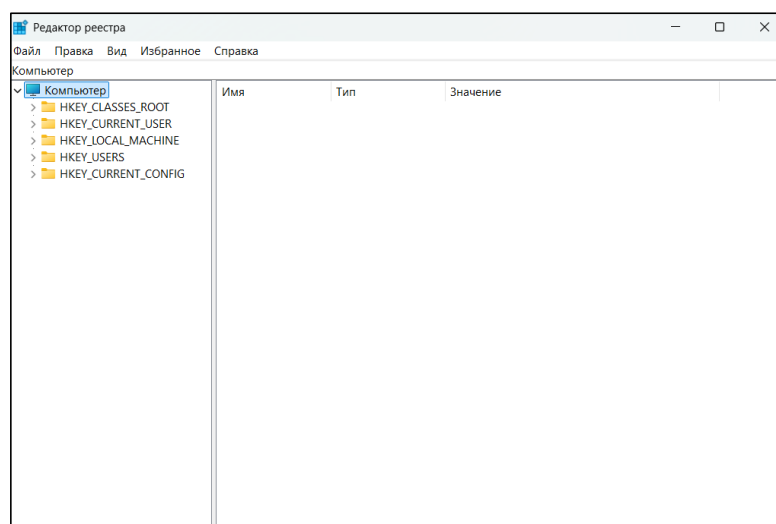 Редактор реестра
Файл Правка Вид Избранное Справка
Компьютер
Компьютер
HKEY_CLASSES_ROOT
HKEY_CURRENT_USER
HKEY_LOCAL_MACHINE
HKEY_USERS
HKEY_CURRENT_CONFIG
Имя Тип Значение